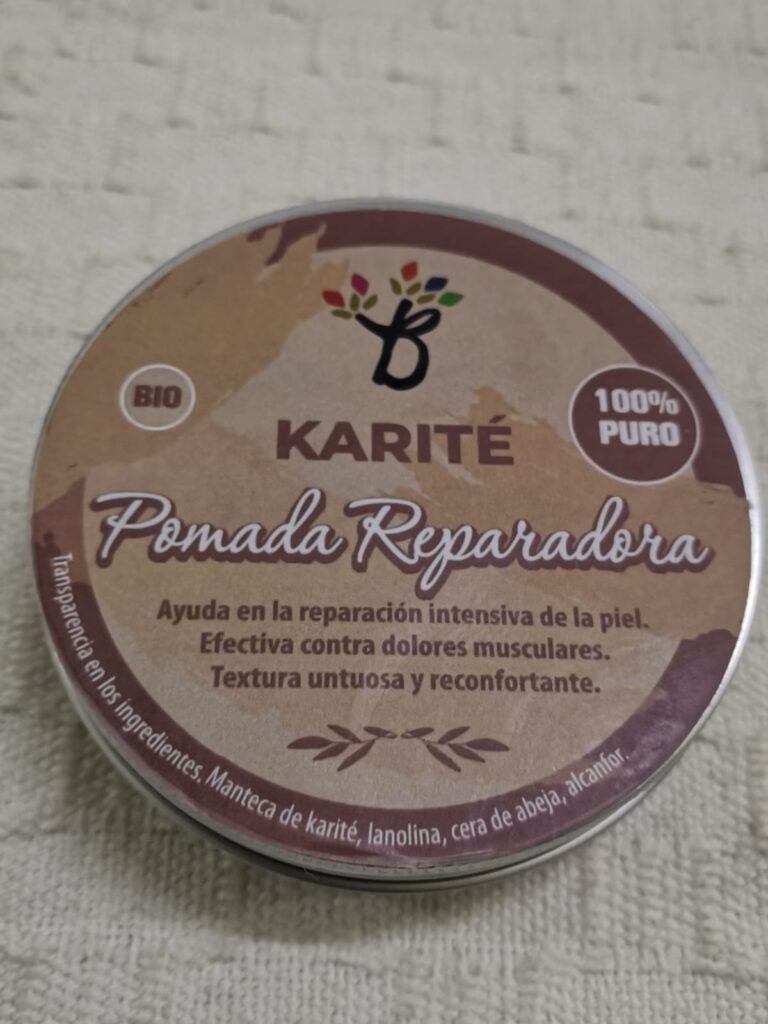 B
BIO
100%
PURO
KARITÉ
Pomada Reparadora
Ayuda en la reparación intensiva de la piel.
Efectiva contra dolores musculares.
Textura untuosa y reconfortante.
Transparencia en los ingredientes. Manteca de karité, lanolina, cera de abeja, alcanfor.